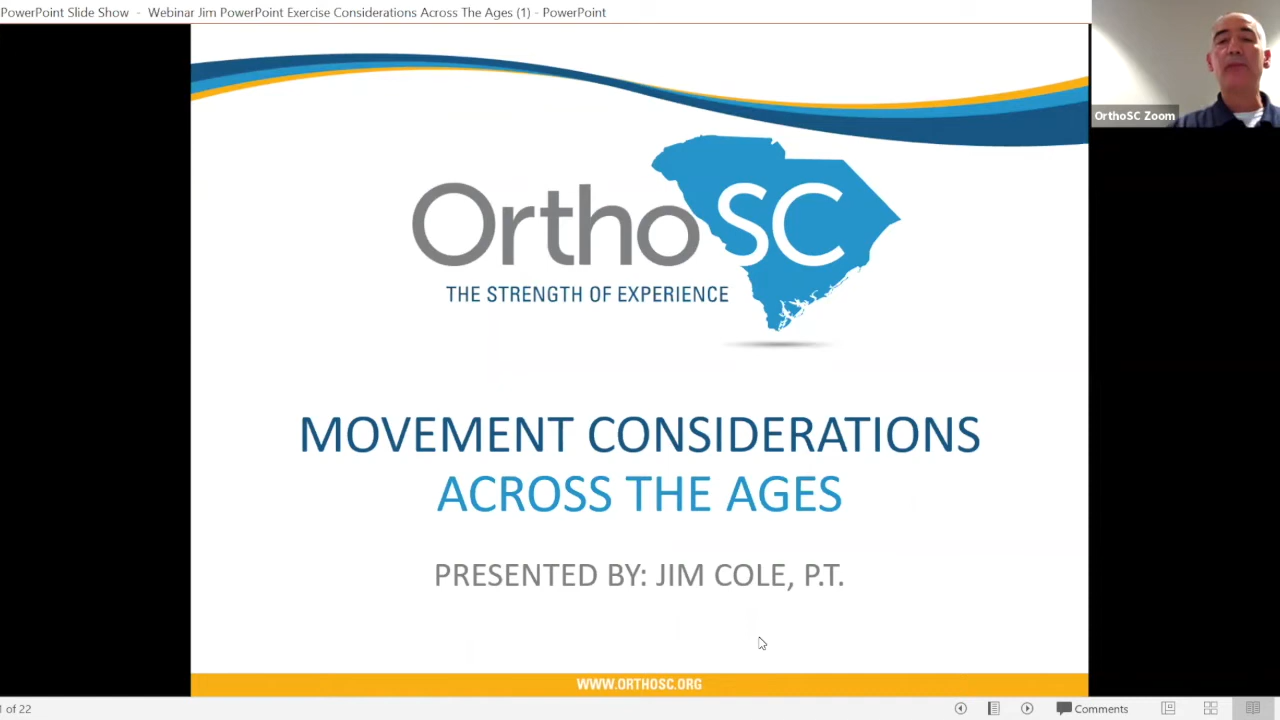 PowerPoint Slide Show - Webinar Jim PowerPoint Exercise Considerations Across The Ages (1) - PowerPoint
OrthoSC Zoom
OrthoSC
THE STRENGTH OF EXPERIENCE
MOVEMENT CONSIDERATIONS
ACROSS THE AGES
PRESENTED BY: JIM COLE, P.T.
WWW.ORTHOSC.ORG
of 22
Comments